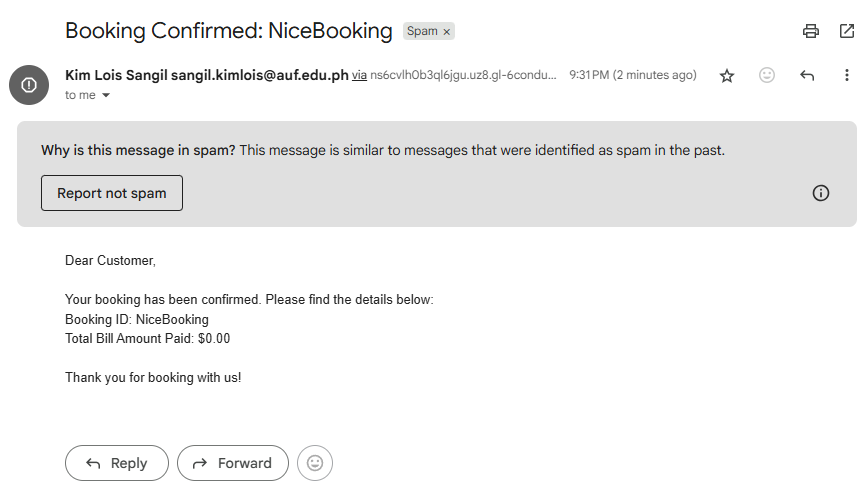 Booking Confirmed: NiceBooking Spam ×
Kim Lois Sangil sangil.kimlois@auf.edu.ph via ns6cvlh0b3ql6jgu.uz8.gl-6condu... 9:31 PM (2 minutes ago)
to me
Why is this message in spam? This message is similar to messages that were identified as spam in the past.
Report not spam
Dear Customer,
Your booking has been confirmed. Please find the details below:
Booking ID: NiceBooking
Total Bill Amount Paid: $0.00
Thank you for booking with us!
Reply Forward